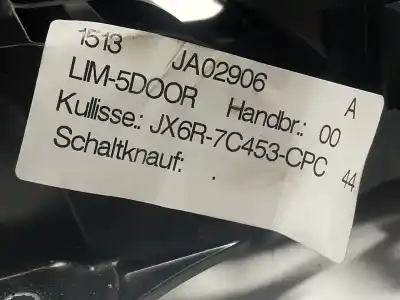 1513 JA02906 A
LIM-5DOOR Handbr.: 00
Kullisse.: JX6R-7C453-CPC 44
Schaltknauf: .